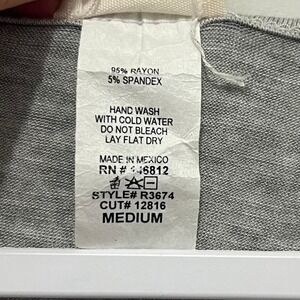 95% RAYON
5% SPANDEX
HAND WASH
WITH COLD WATER
DO NOT BLEACH
LAY FLAT DRY
MADE IN MEXICO
RN #
STYLE# R3674
CUT# 12816
MEDIUM